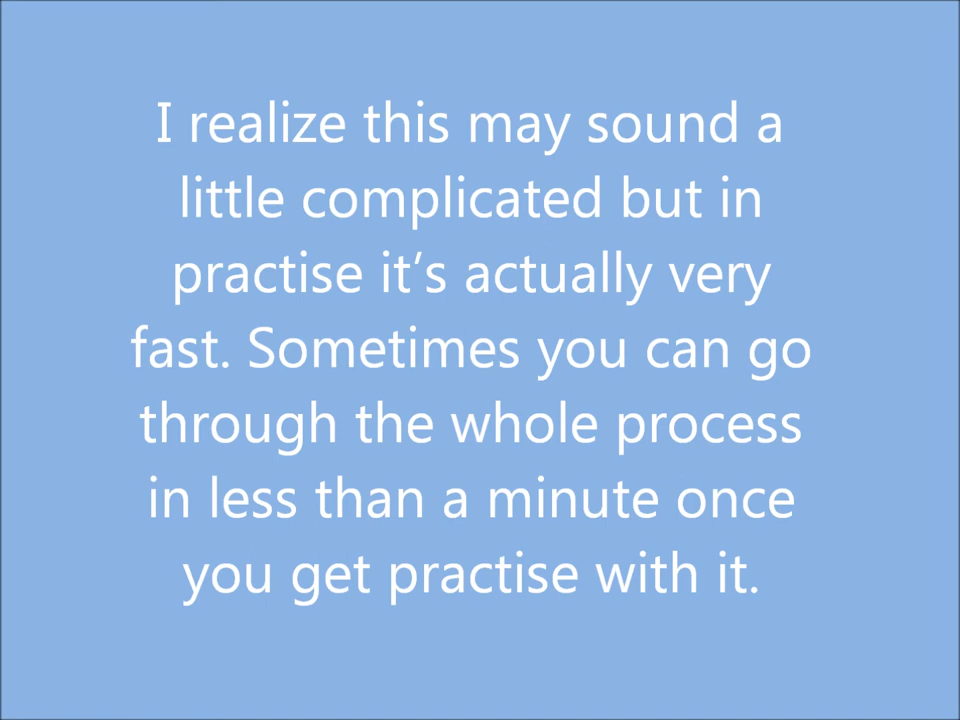 I realize this may sound a
little complicated but in
practise it's actually very
fast. Sometimes you can go
through the whole process
in less than a minute once
you get practise with it.